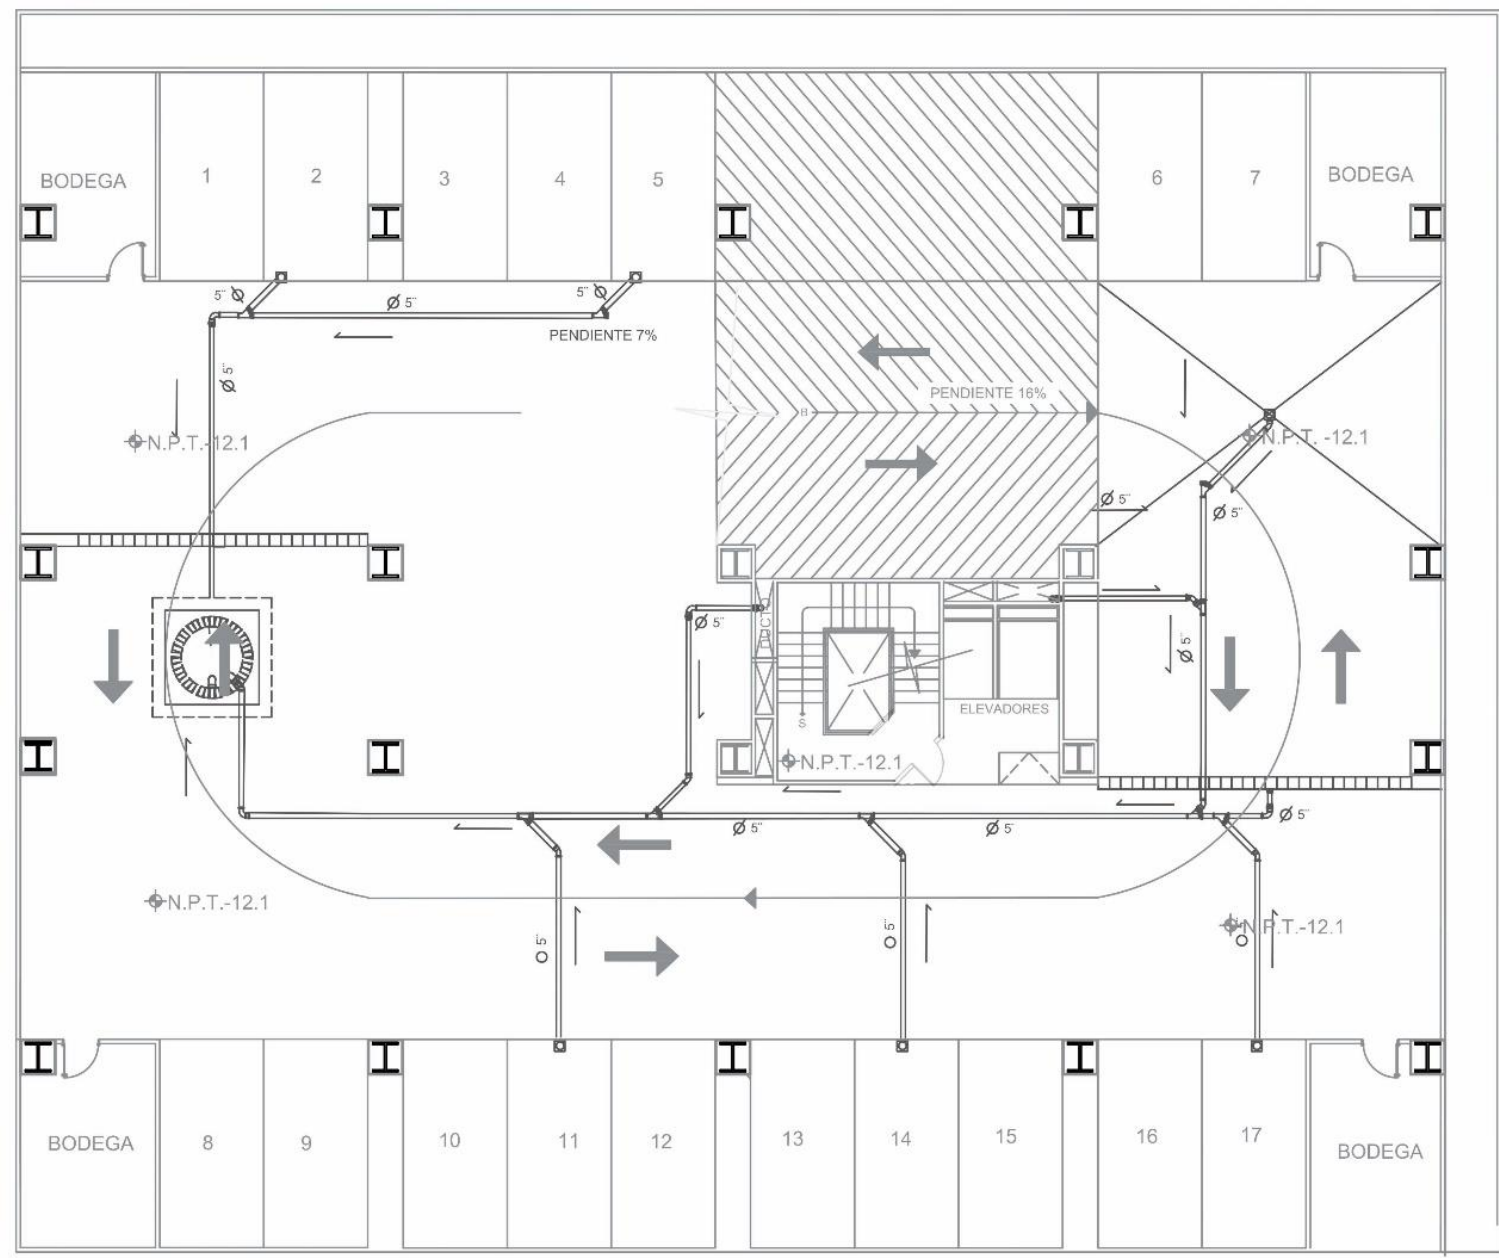 BODEGA
1
2
3
4
5
6
7
BODEGA
5¨ Ø
Ø 5¨
5¨ Ø
PENDIENTE 7%
Ø 5¨
PENDIENTE 16%
B
N.P.T.-12.1
N.P.T. -12.1
Ø 5¨
Ø 5¨
DUCTO
Ø 5¨
Ø 5¨
S
ELEVADORES
N.P.T.-12.1
Ø 5¨
Ø 5¨
Ø 5¨
N.P.T.-12.1
5¨
5¨
N.P.T.-12.1
BODEGA
8
9
10
11
12
13
14
15
16
17
BODEGA